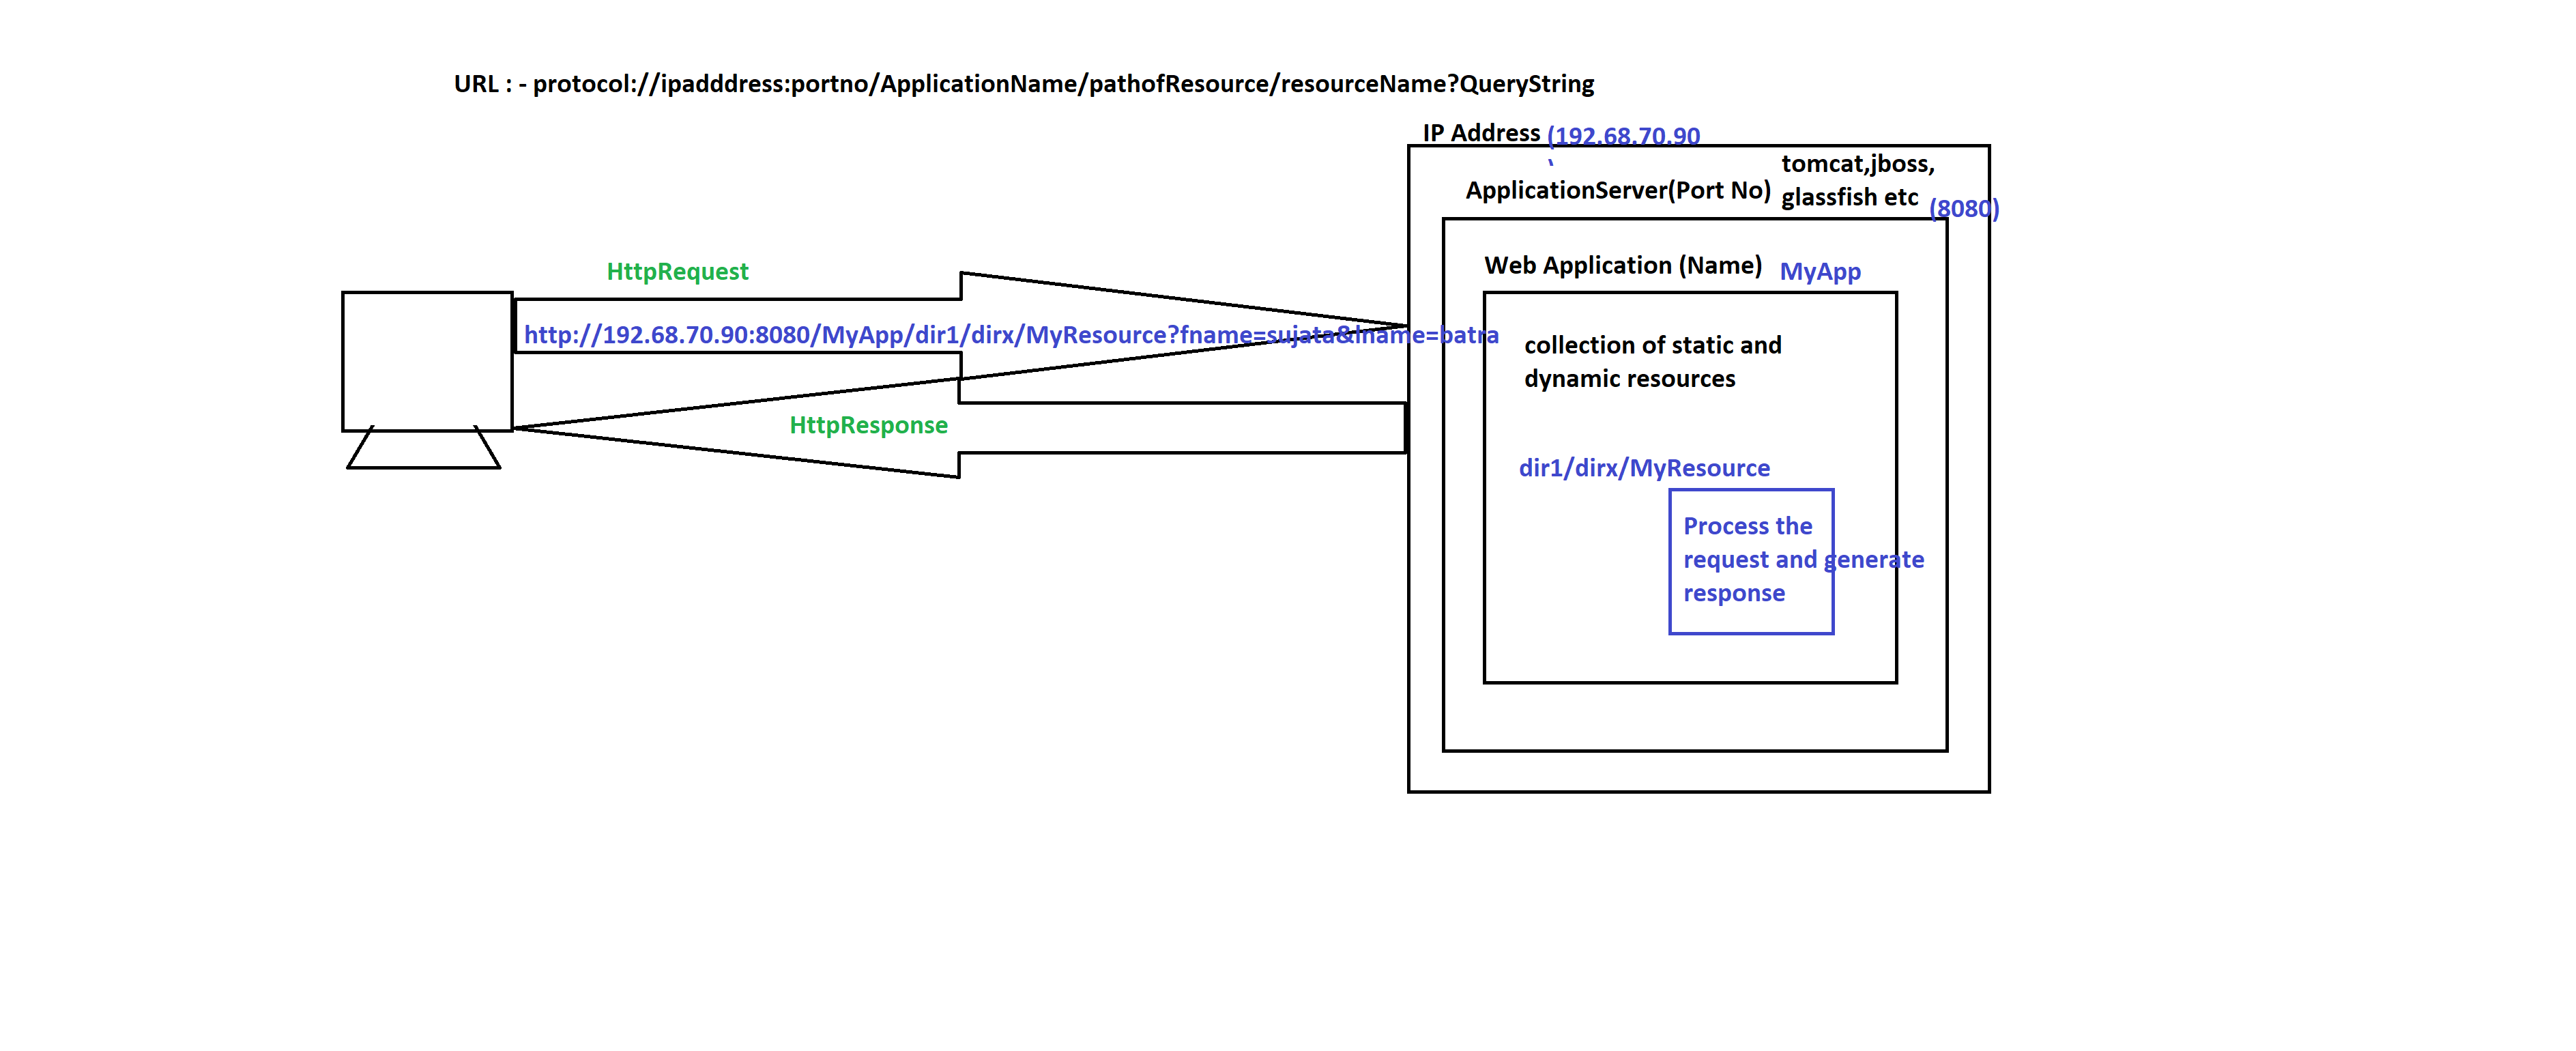 URL : - protocol://ipadddress:portno/ApplicationName/pathofResource/resourceName?QueryString
IP Address (192.68.70.90
tomcat,jboss,
ApplicationServer(Port No)
glassfish etc (8080)
Web Application (Name) MyApp
HttpRequest
http://192.68.70.90:8080/MyApp/dir1/dirx/MyResource?fname=sujata&lname=batra
collection of static and
dynamic resources
HttpResponse
dir1/dirx/MyResource
Process the
request and generate
response